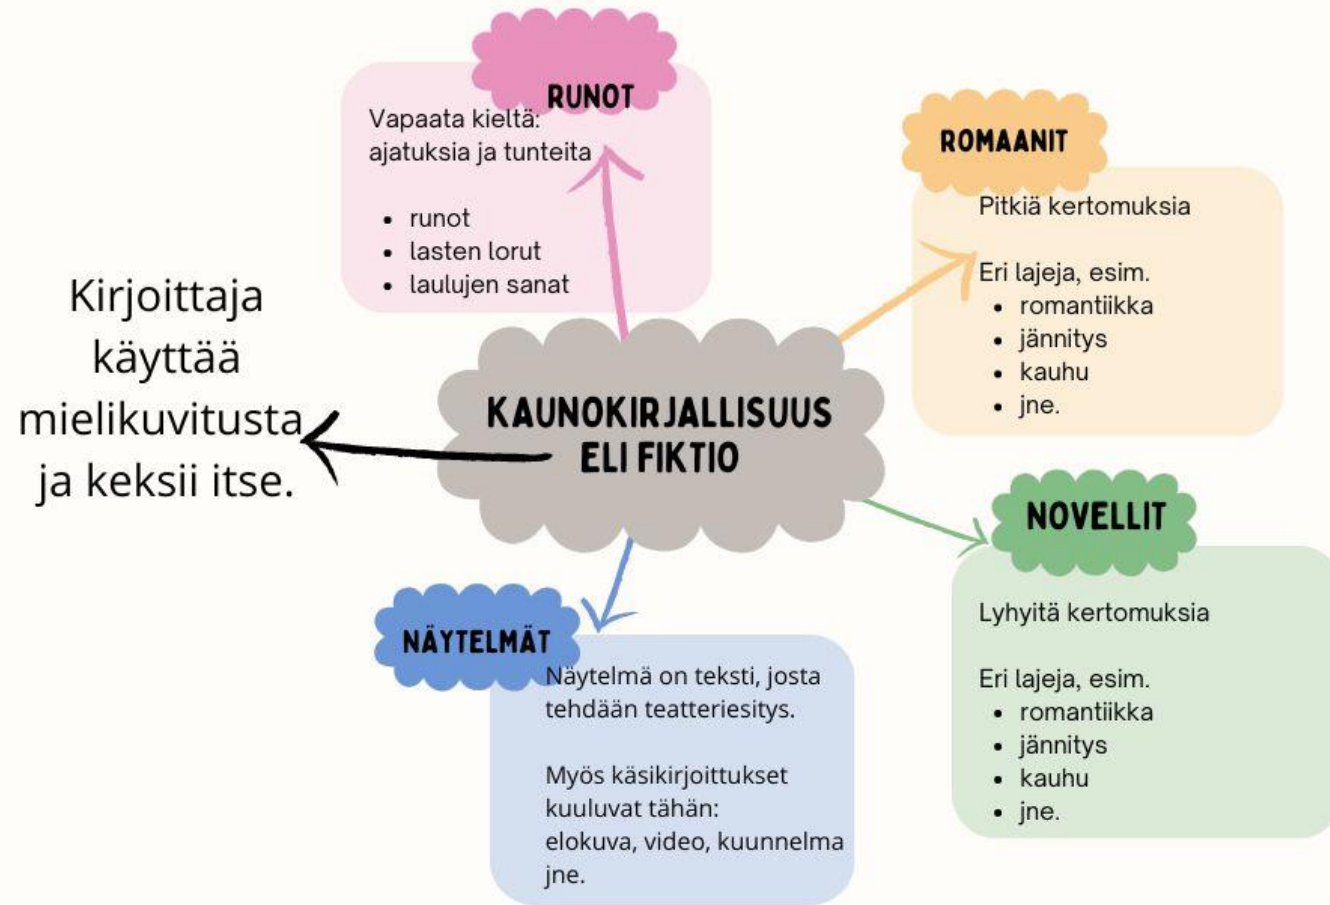 RUNOT
Vapaata kieltä:
ajatuksia ja tunteita
• runot
• lasten lorut
• laulujen sanat
ROMAANIT
Pitkiä kertomuksia
Eri lajeja, esim.
• romantiikka
• jännitys
• kauhu
• jne.
Kirjoittaja
käyttää
mielikuvitusta
ja keksii itse.
KAUNOKIRJALLISUUS
ELI FIKTIO
NOVELLIT
Lyhyitä kertomuksia
Eri lajeja, esim.
• romantiikka
• jännitys
• kauhu
• jne.
NÄYTELMÄT
Näytelmä on teksti, josta
tehdään teatteriesitys.
Myös käsikirjoittukset
kuuluvat tähän:
elokuva, video, kuunnelma
jne.